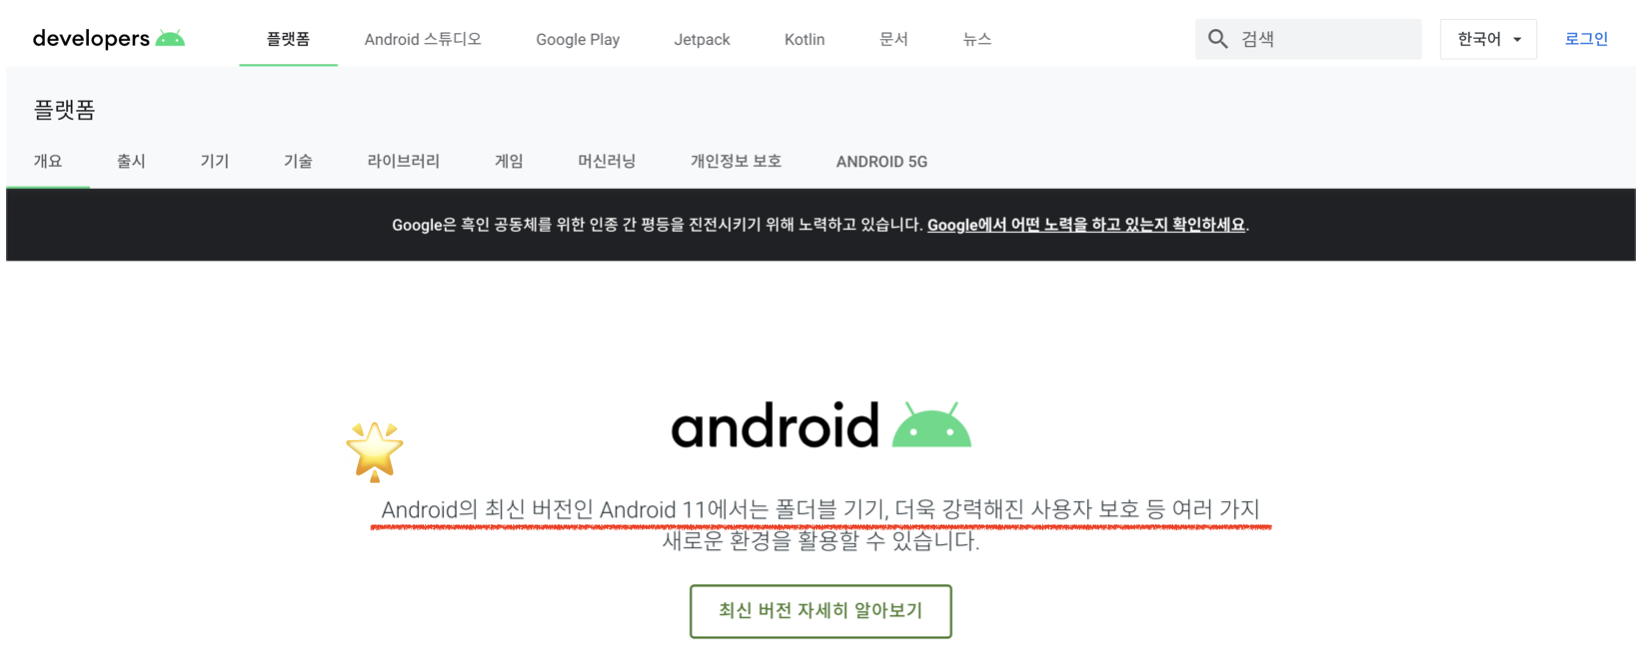 developers
플랫폼
Android 스튜디오
Google Play
Jetpack
Kotlin
문서
뉴스
검색
한국어
로그인
플랫폼
개요
출시
기기
기술
라이브러리
게임
머신러닝
개인정보 보호
ANDROID 5G
Google은 흑인 공동체를 위한 인종 간 평등을 진전시키기 위해 노력하고 있습니다. Google에서 어떤 노력을 하고 있는지 확인하세요.
android
Android의 최신 버전인 Android 11에서는 폴더블 기기, 더욱 강력해진 사용자 보호 등 여러 가지
새로운 환경을 활용할 수 있습니다.
최신 버전 자세히 알아보기